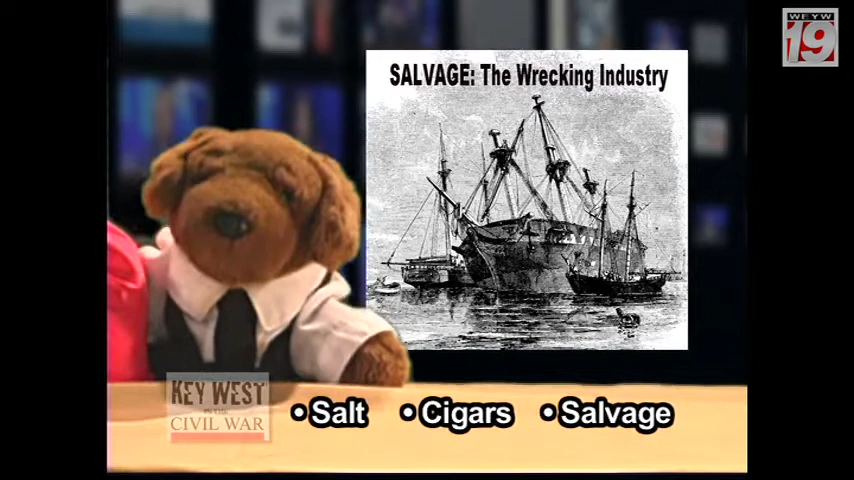 WEYW
19
SALVAGE: The Wrecking Industry
KEY WEST
IN THE
CIVIL WAR
•Salt •Cigars •Salvage